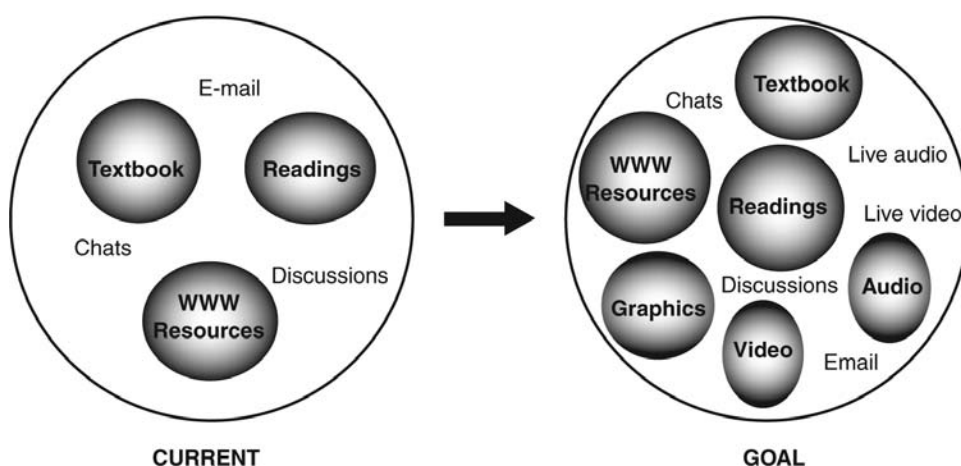 E-mail
Textbook
Readings
Chats
Discussions
WWW
Resources
CURRENT
Textbook
Chats
WWW
Resources
Live audio
Readings
Live video
Discussions
Audio
Graphics
Video
Email
GOAL